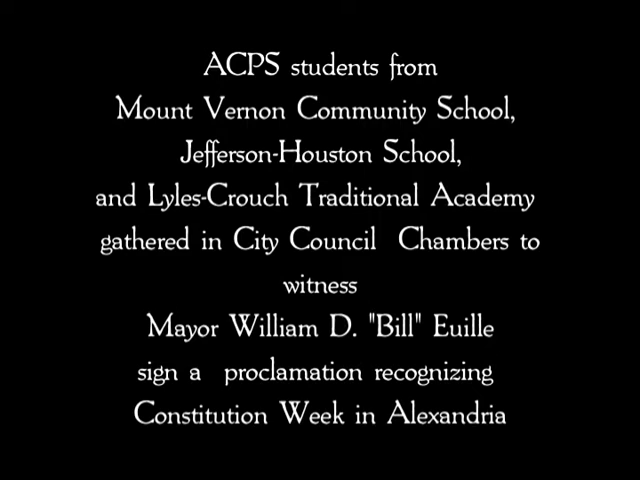 ACPS students from
Mount Vernon Community School,
Jefferson-Houston School,
and Lyles-Crouch Traditional Academy
gathered in City Council Chambers to
witness
Mayor William D. "Bill" Euille
sign a proclamation recognizing
Constitution Week in Alexandria